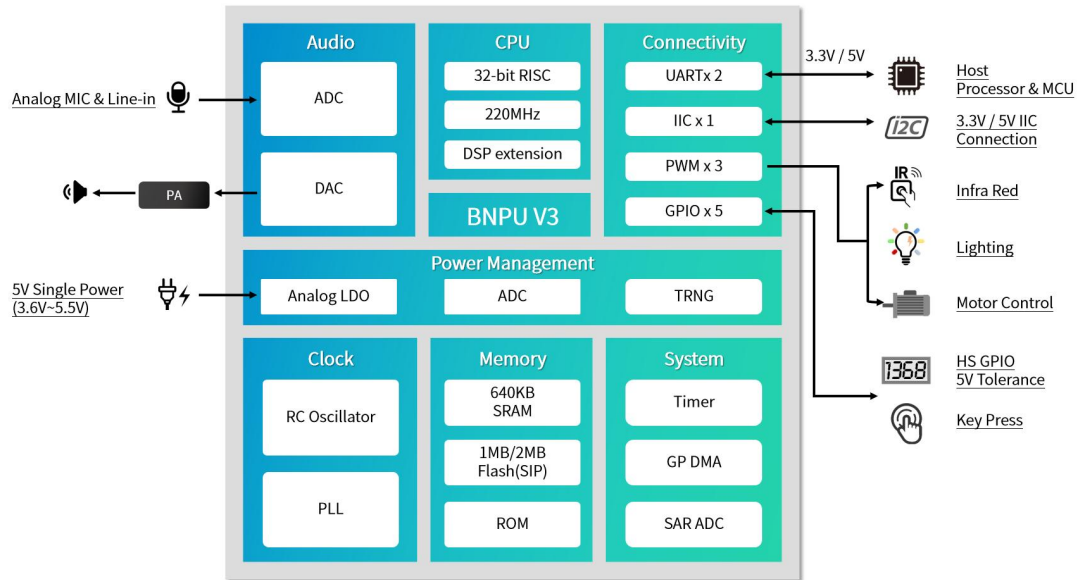 Audio
ADC
DAC
CPU
32-bit RISC
220MHz
DSP extension
BNPU V3
Connectivity
UARTx 2
IIC x 1
PWM x 3
GPIO x 5
Analog MIC & Line-in
PA
5V Single Power
(3.6V~5.5V)
Power Management
Analog LDO
ADC
TRNG
Clock
RC Oscillator
PLL
Memory
640KB
SRAM
1MB/2MB
Flash(SIP)
ROM
System
Timer
GP DMA
SAR ADC
3.3V / 5V
Host
Processor & MCU
I2C
3.3V / 5V IIC
Connection
IR
Infra Red
Lighting
Motor Control
1368
HS GPIO
5V Tolerance
Key Press